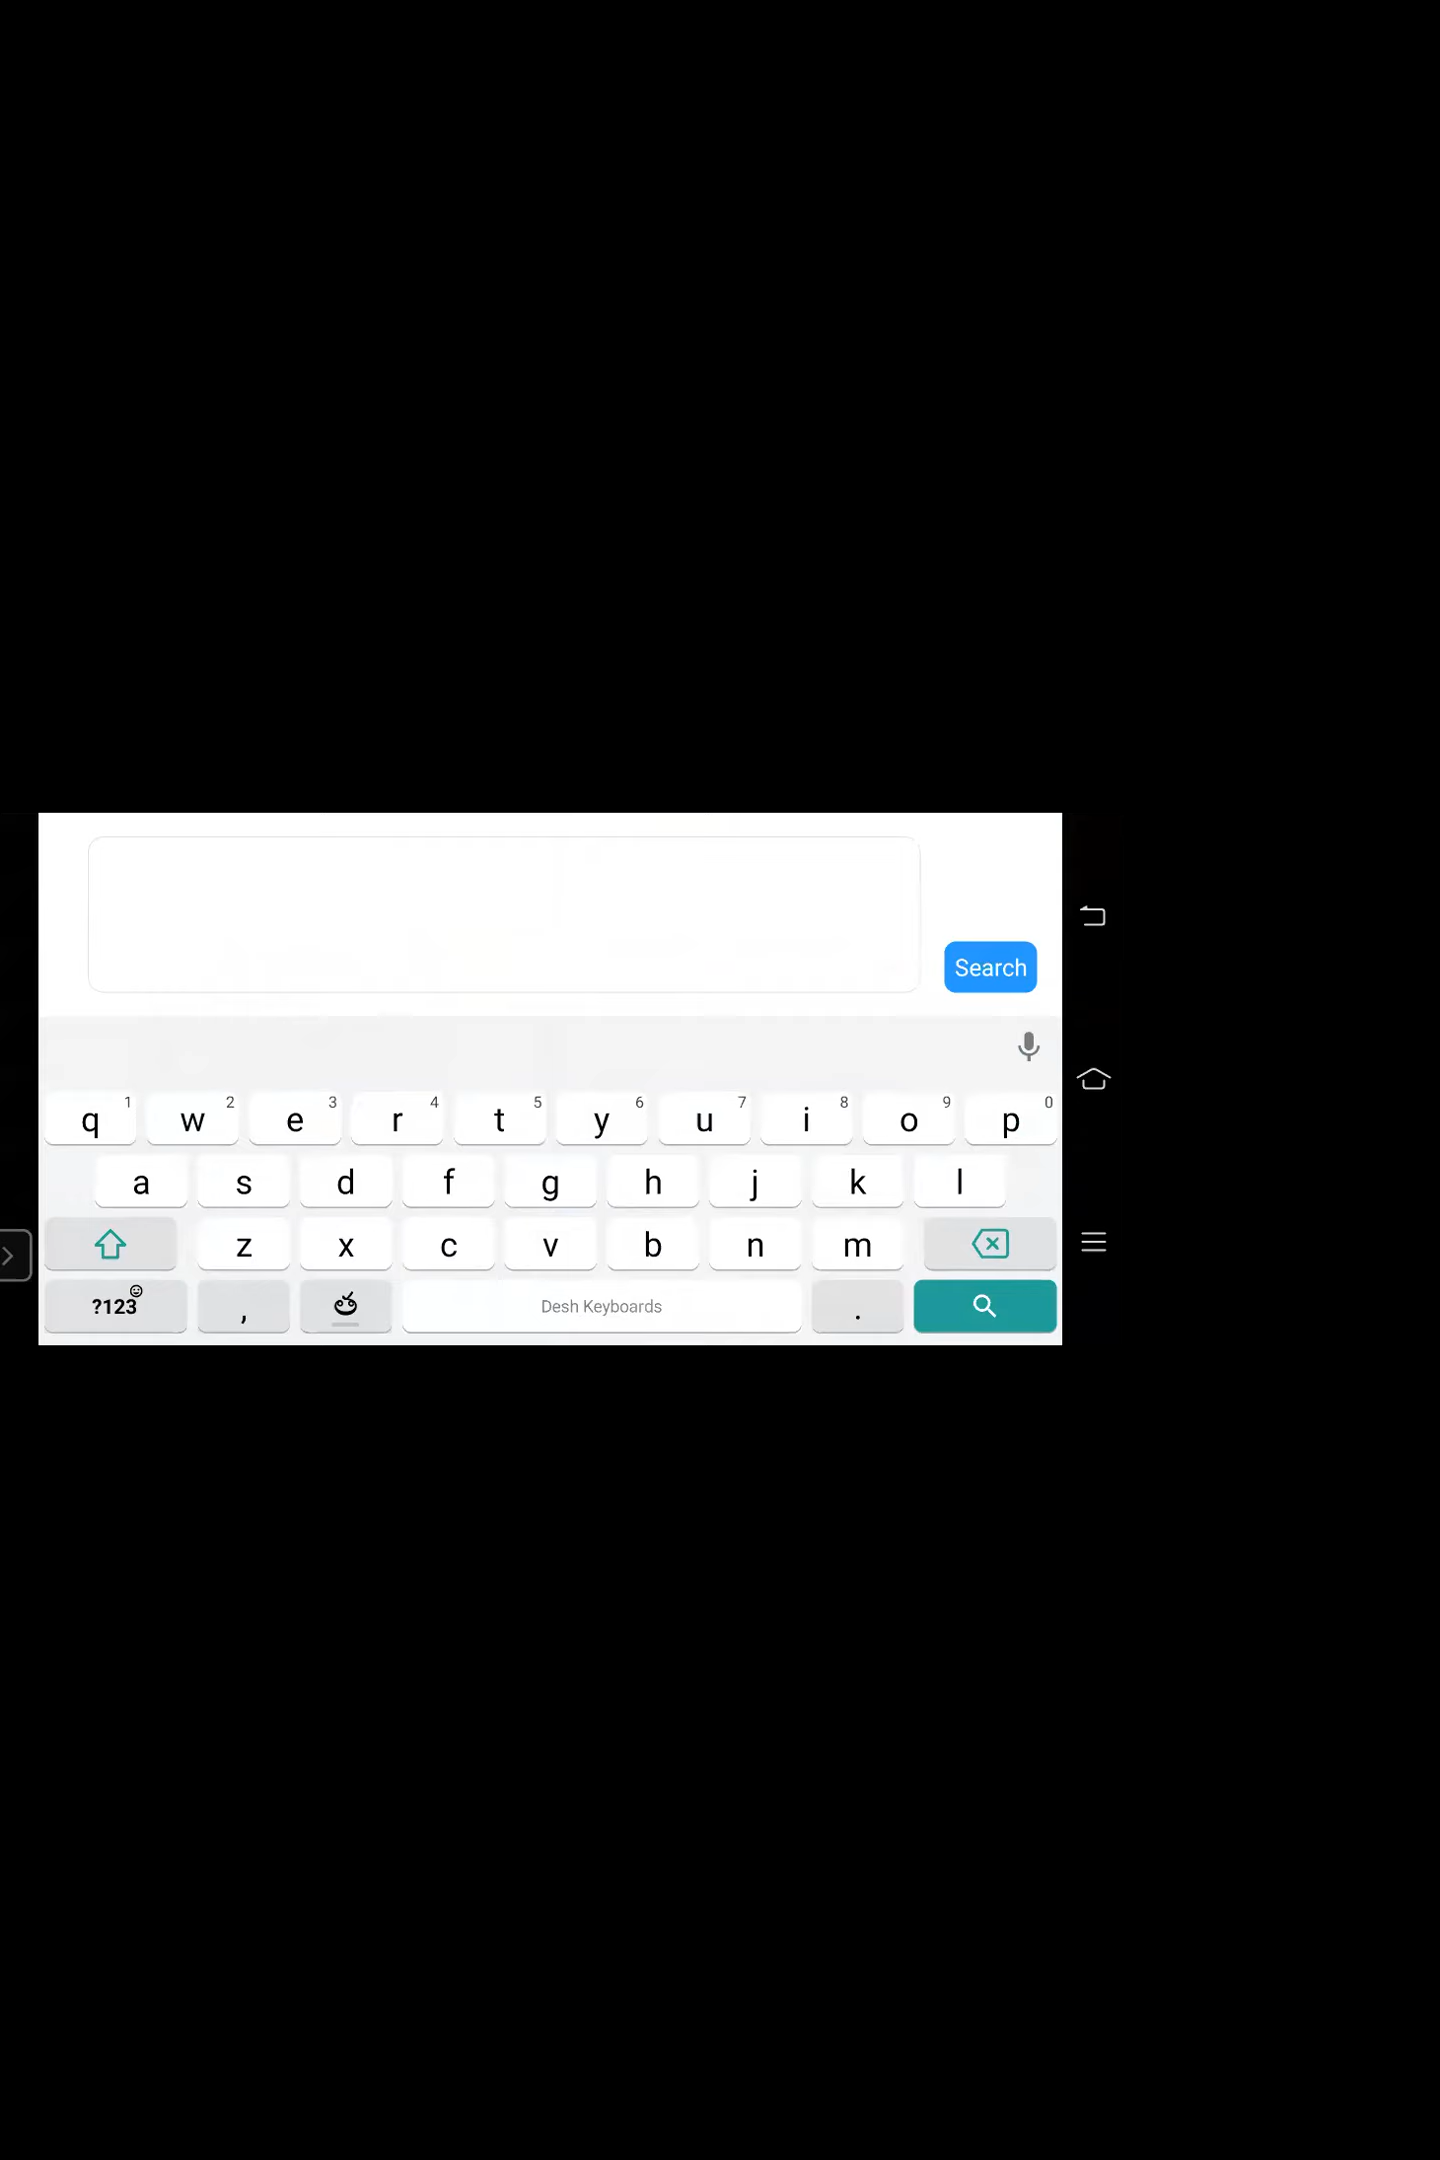 Search
q 1 w 2 e 3 r 4 t 5 y 6 u 7 i 8 o 9 p 0
a s d f g h j k l
z x c v b n m
?123 , ಅ Desh Keyboards .